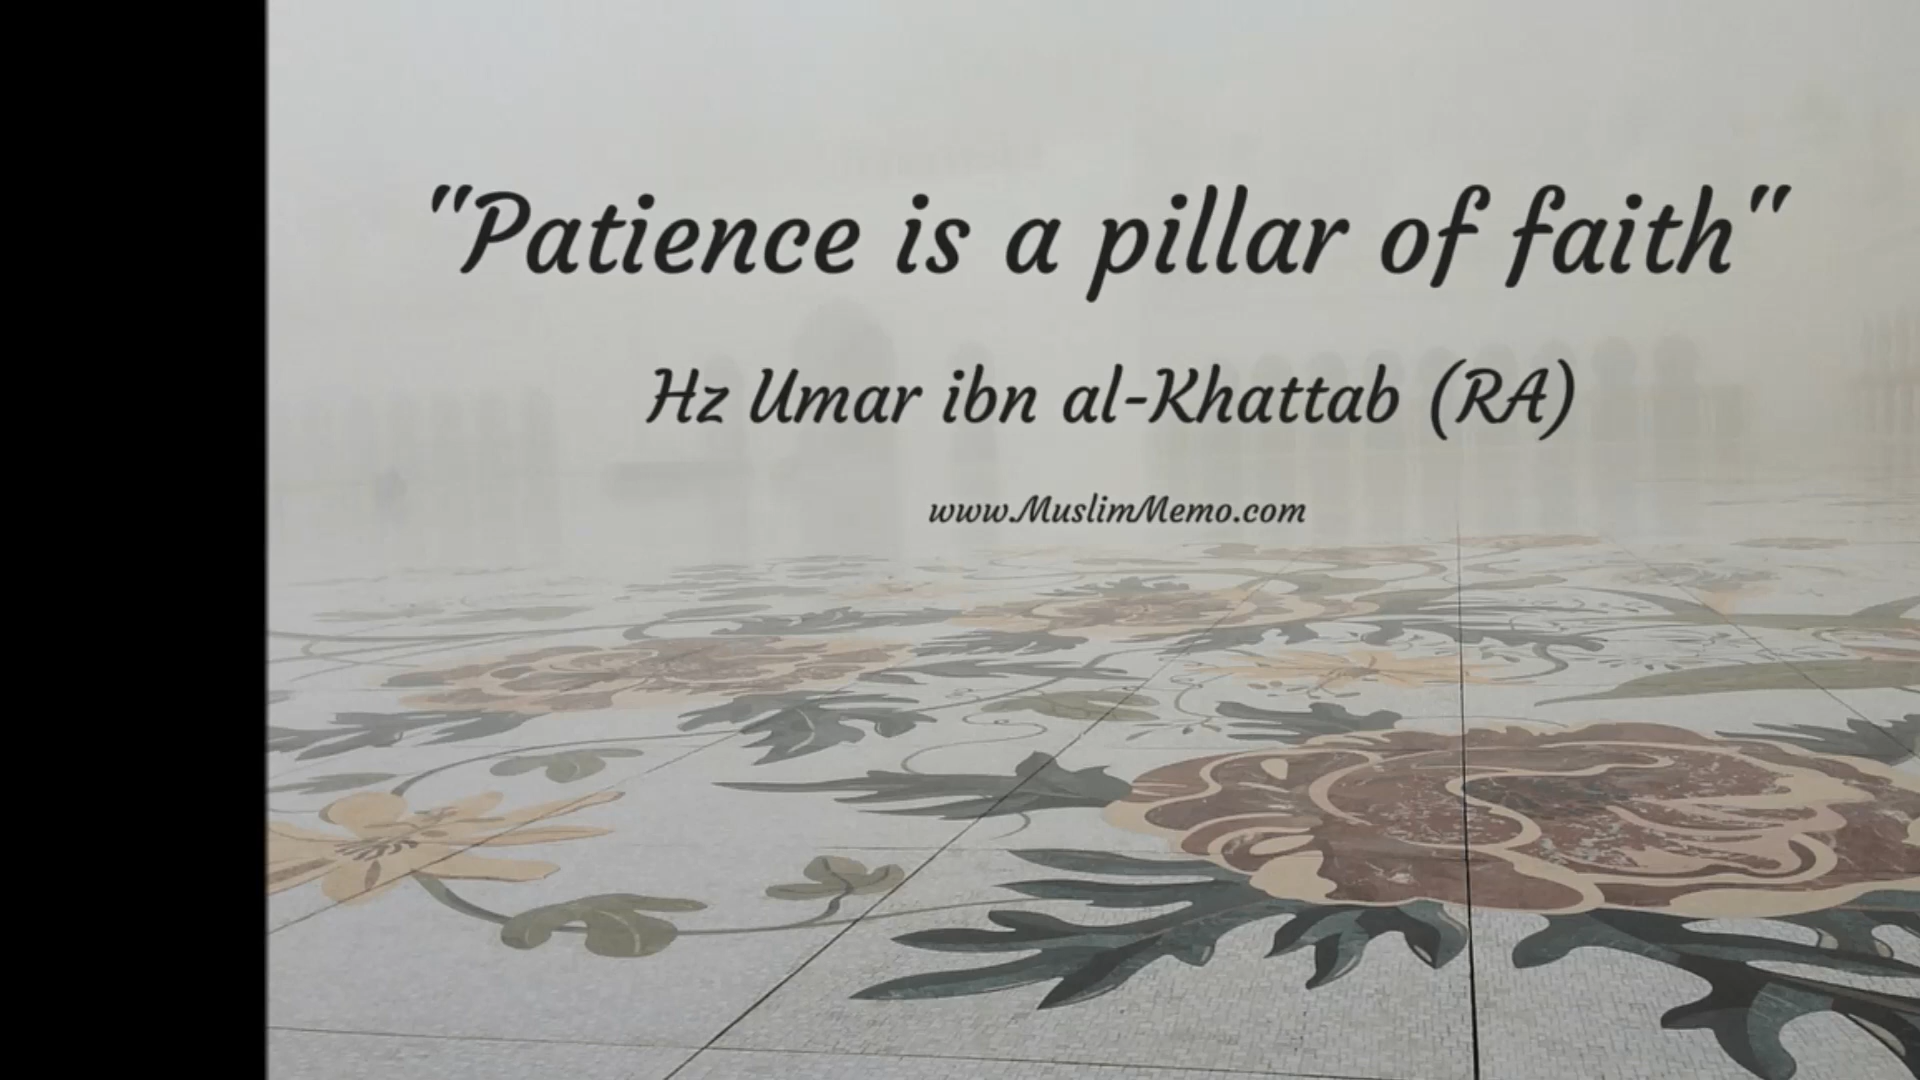 "Patience is a pillar of faith"
Hz Umar ibn al-Khattab (RA)
www.MuslimMemo.com